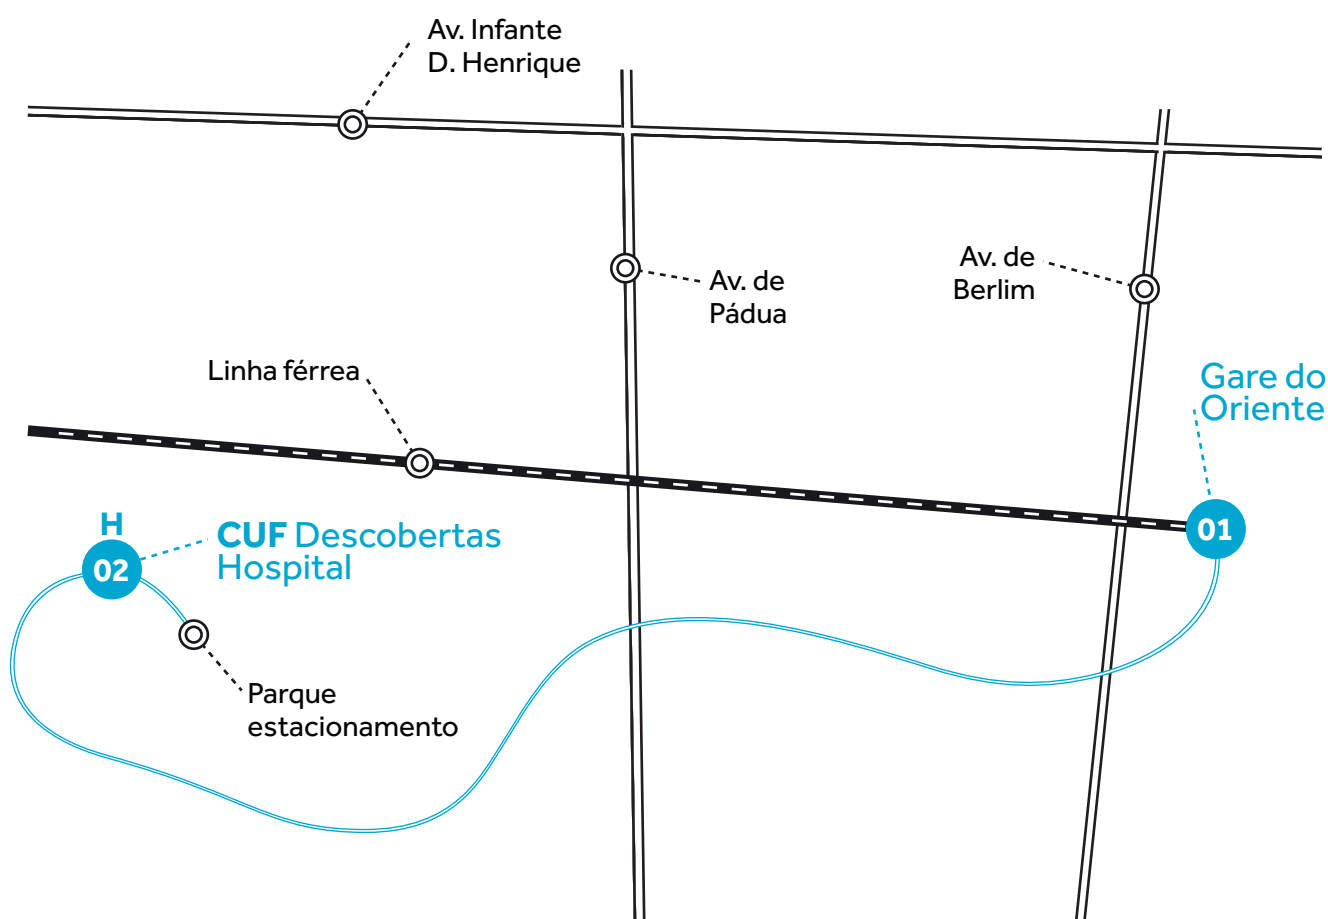 Av. Infante
D. Henrique
Av. de
Pádua
Av. de
Berlim
Linha férrea
Gare do
Oriente
01
H
02
CUF Descobertas
Hospital
Parque
estacionamento